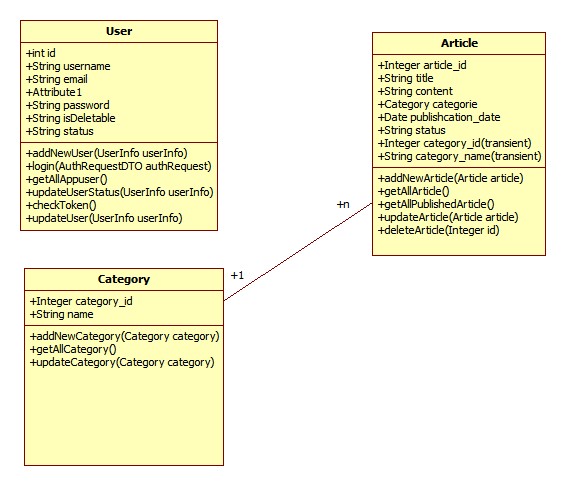 User
+int id
+String username
+String email
+Attribute1
+String password
+String isDeletable
+String status
+addNewUser(UserInfo userInfo)
+login(AuthRequestDTO authRequest)
+getAllAppuser()
+updateUserStatus(UserInfo userInfo)
+checkToken()
+updateUser(UserInfo userInfo)
Article
+Integer article_id
+String title
+String content
+Category categorie
+Date publishcation_date
+String status
+Integer category_id(transient)
+String category_name(transient)
+addNewArticle(Article article)
+getAllArticle()
+getAllPublishedArticle()
+updateArticle(Article article)
+deleteArticle(Integer id)
+n
+1
Category
+Integer category_id
+String name
+addNewCategory(Category category)
+getAllCategory()
+updateCategory(Category category)